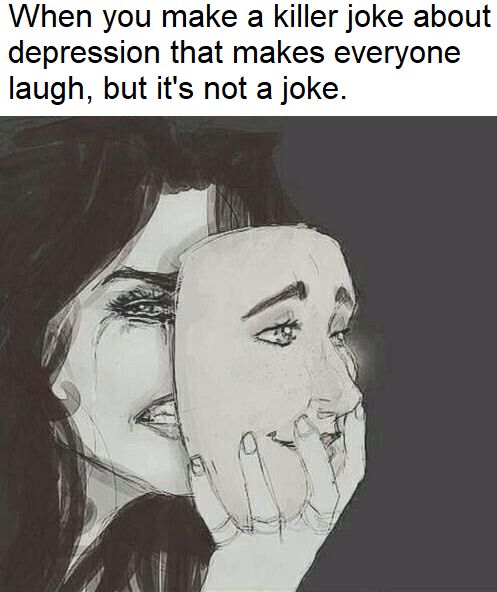 When you make a killer joke about
depression that makes everyone
laugh, but it's not a joke.